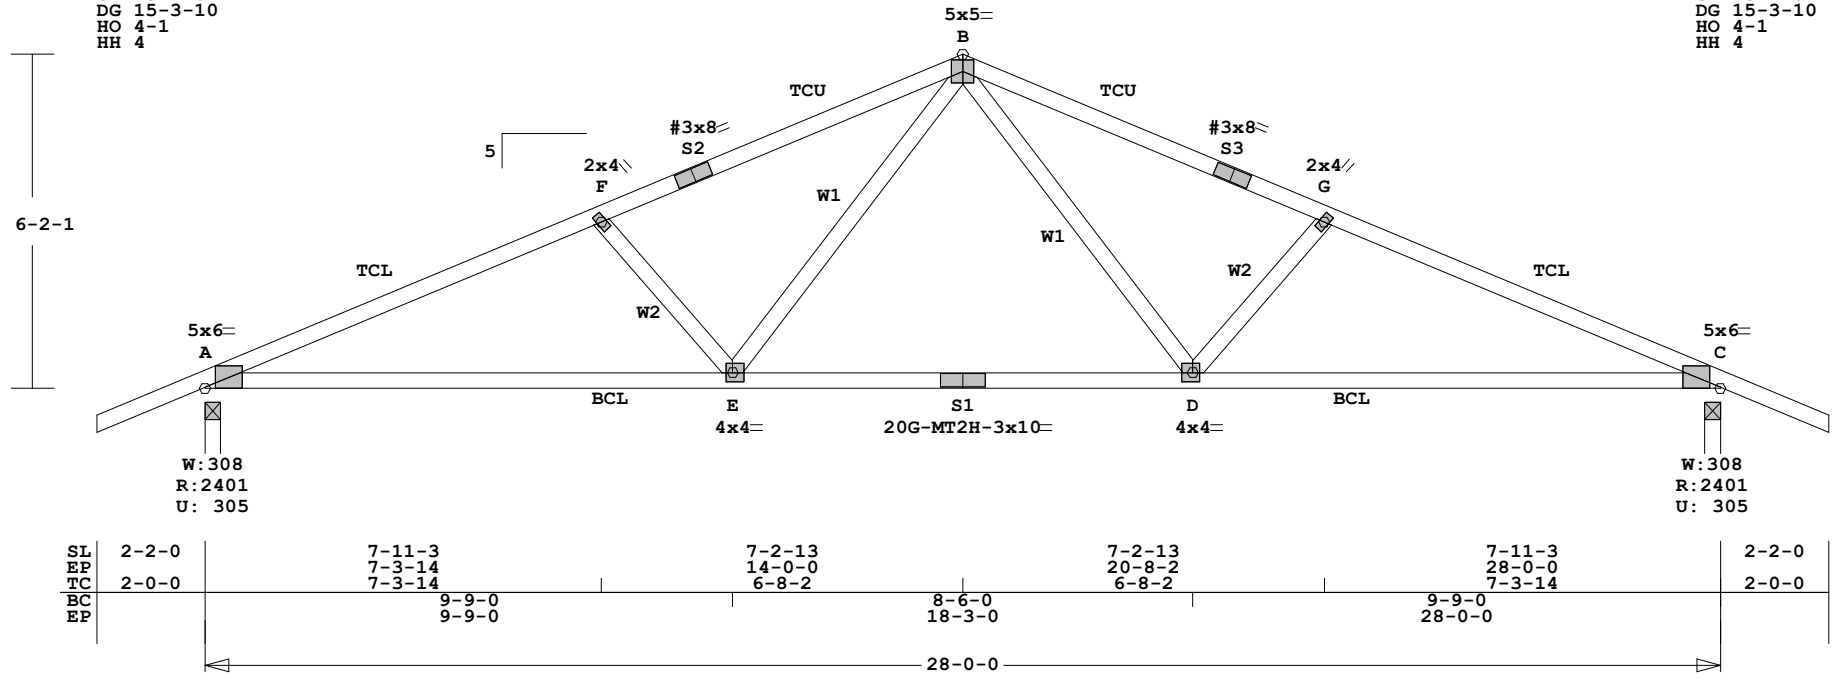 DG 15-3-10
HO 4-1
HH 4
5x5=
B
DG 15-3-10
HO 4-1
HH 4
TCU
TCU
#3x8
S2
#3x8
S3
5
2x4
F
2x4
G
W1
W1
6-2-1
TCL
TCL
W2
W2
5x6=
A
5x6=
C
BCL
E
S1
D
BCL
4x4=
20G-MT2H-3x10=
4x4=
W:308
R:2401
U: 305
W:308
R:2401
U: 305
SL 2-2-0 7-11-3 7-2-13 7-2-13 7-11-3 2-2-0
EP 7-3-14 14-0-0 20-8-2 28-0-0
TC 2-0-0 7-3-14 6-8-2 6-8-2 7-3-14 2-0-0
BC 9-9-0 8-6-0 9-9-0
EP 9-9-0 18-3-0 28-0-0
28-0-0